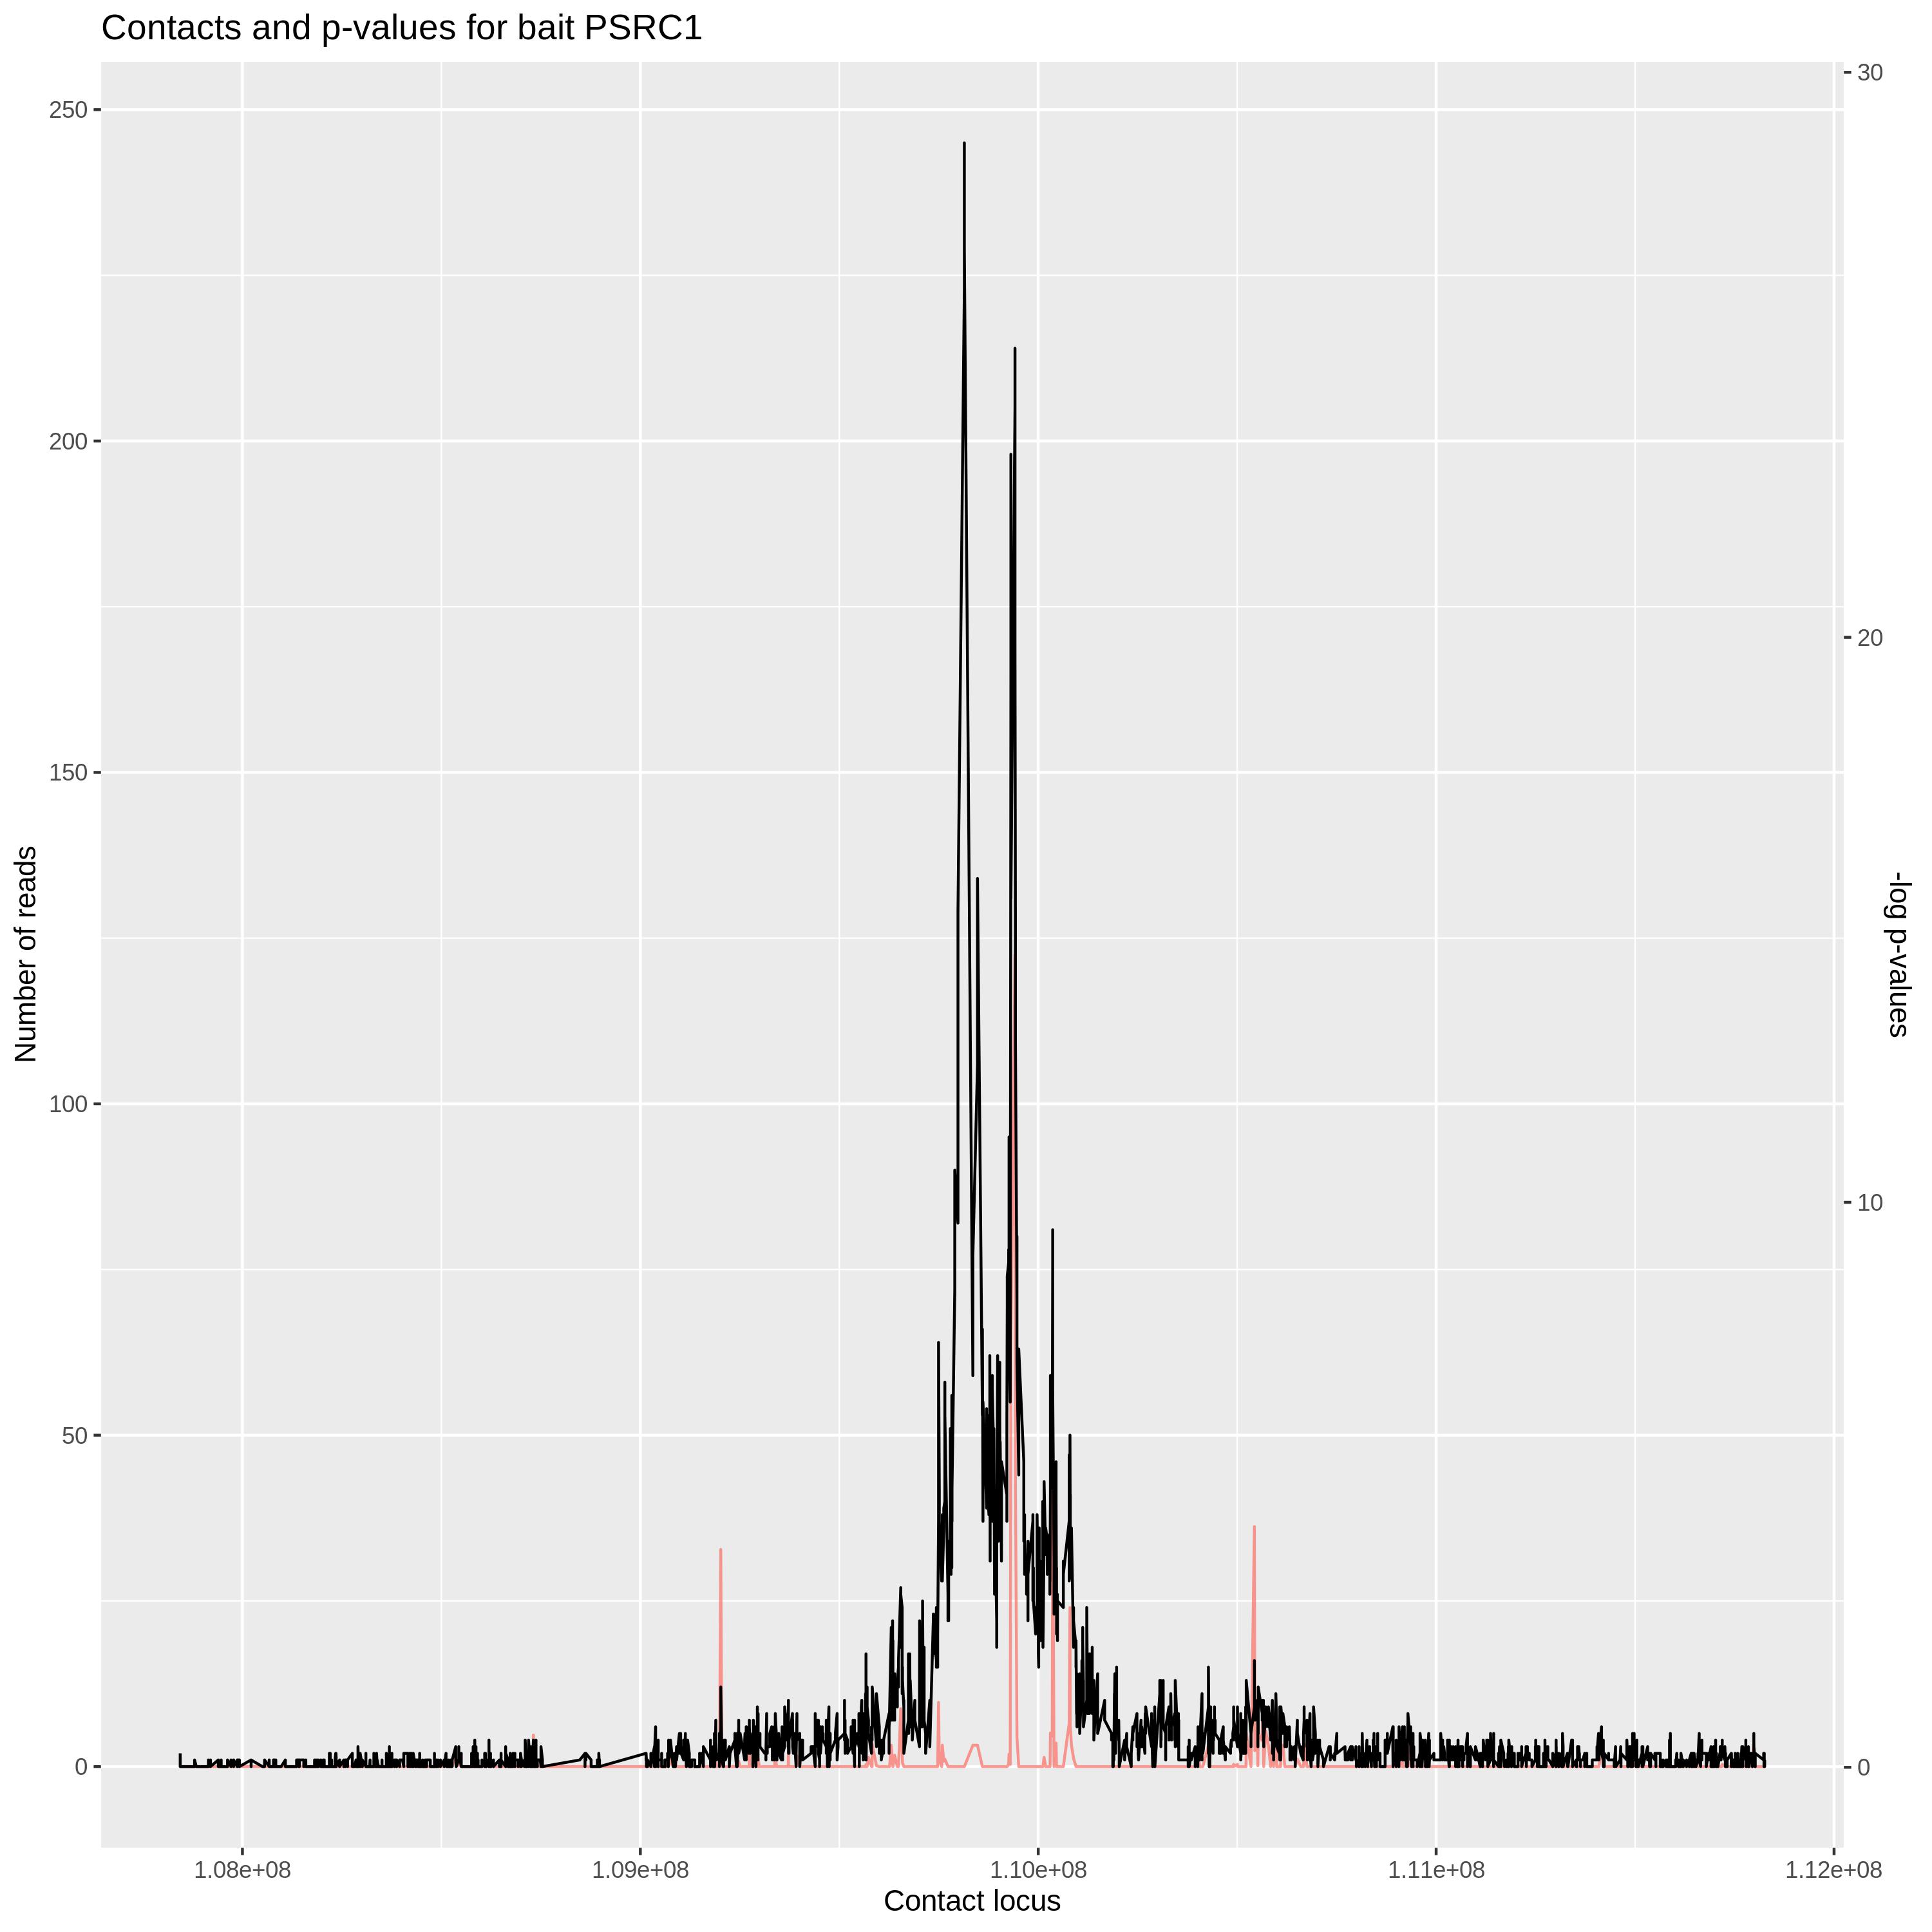 Contacts and p-values for bait PSRC1
250
200
150
100
50
0
Number of reads
30
20
10
0
-log p-values
1.08e+08
1.09e+08
1.10e+08
1.11e+08
1.12e+08
Contact locus